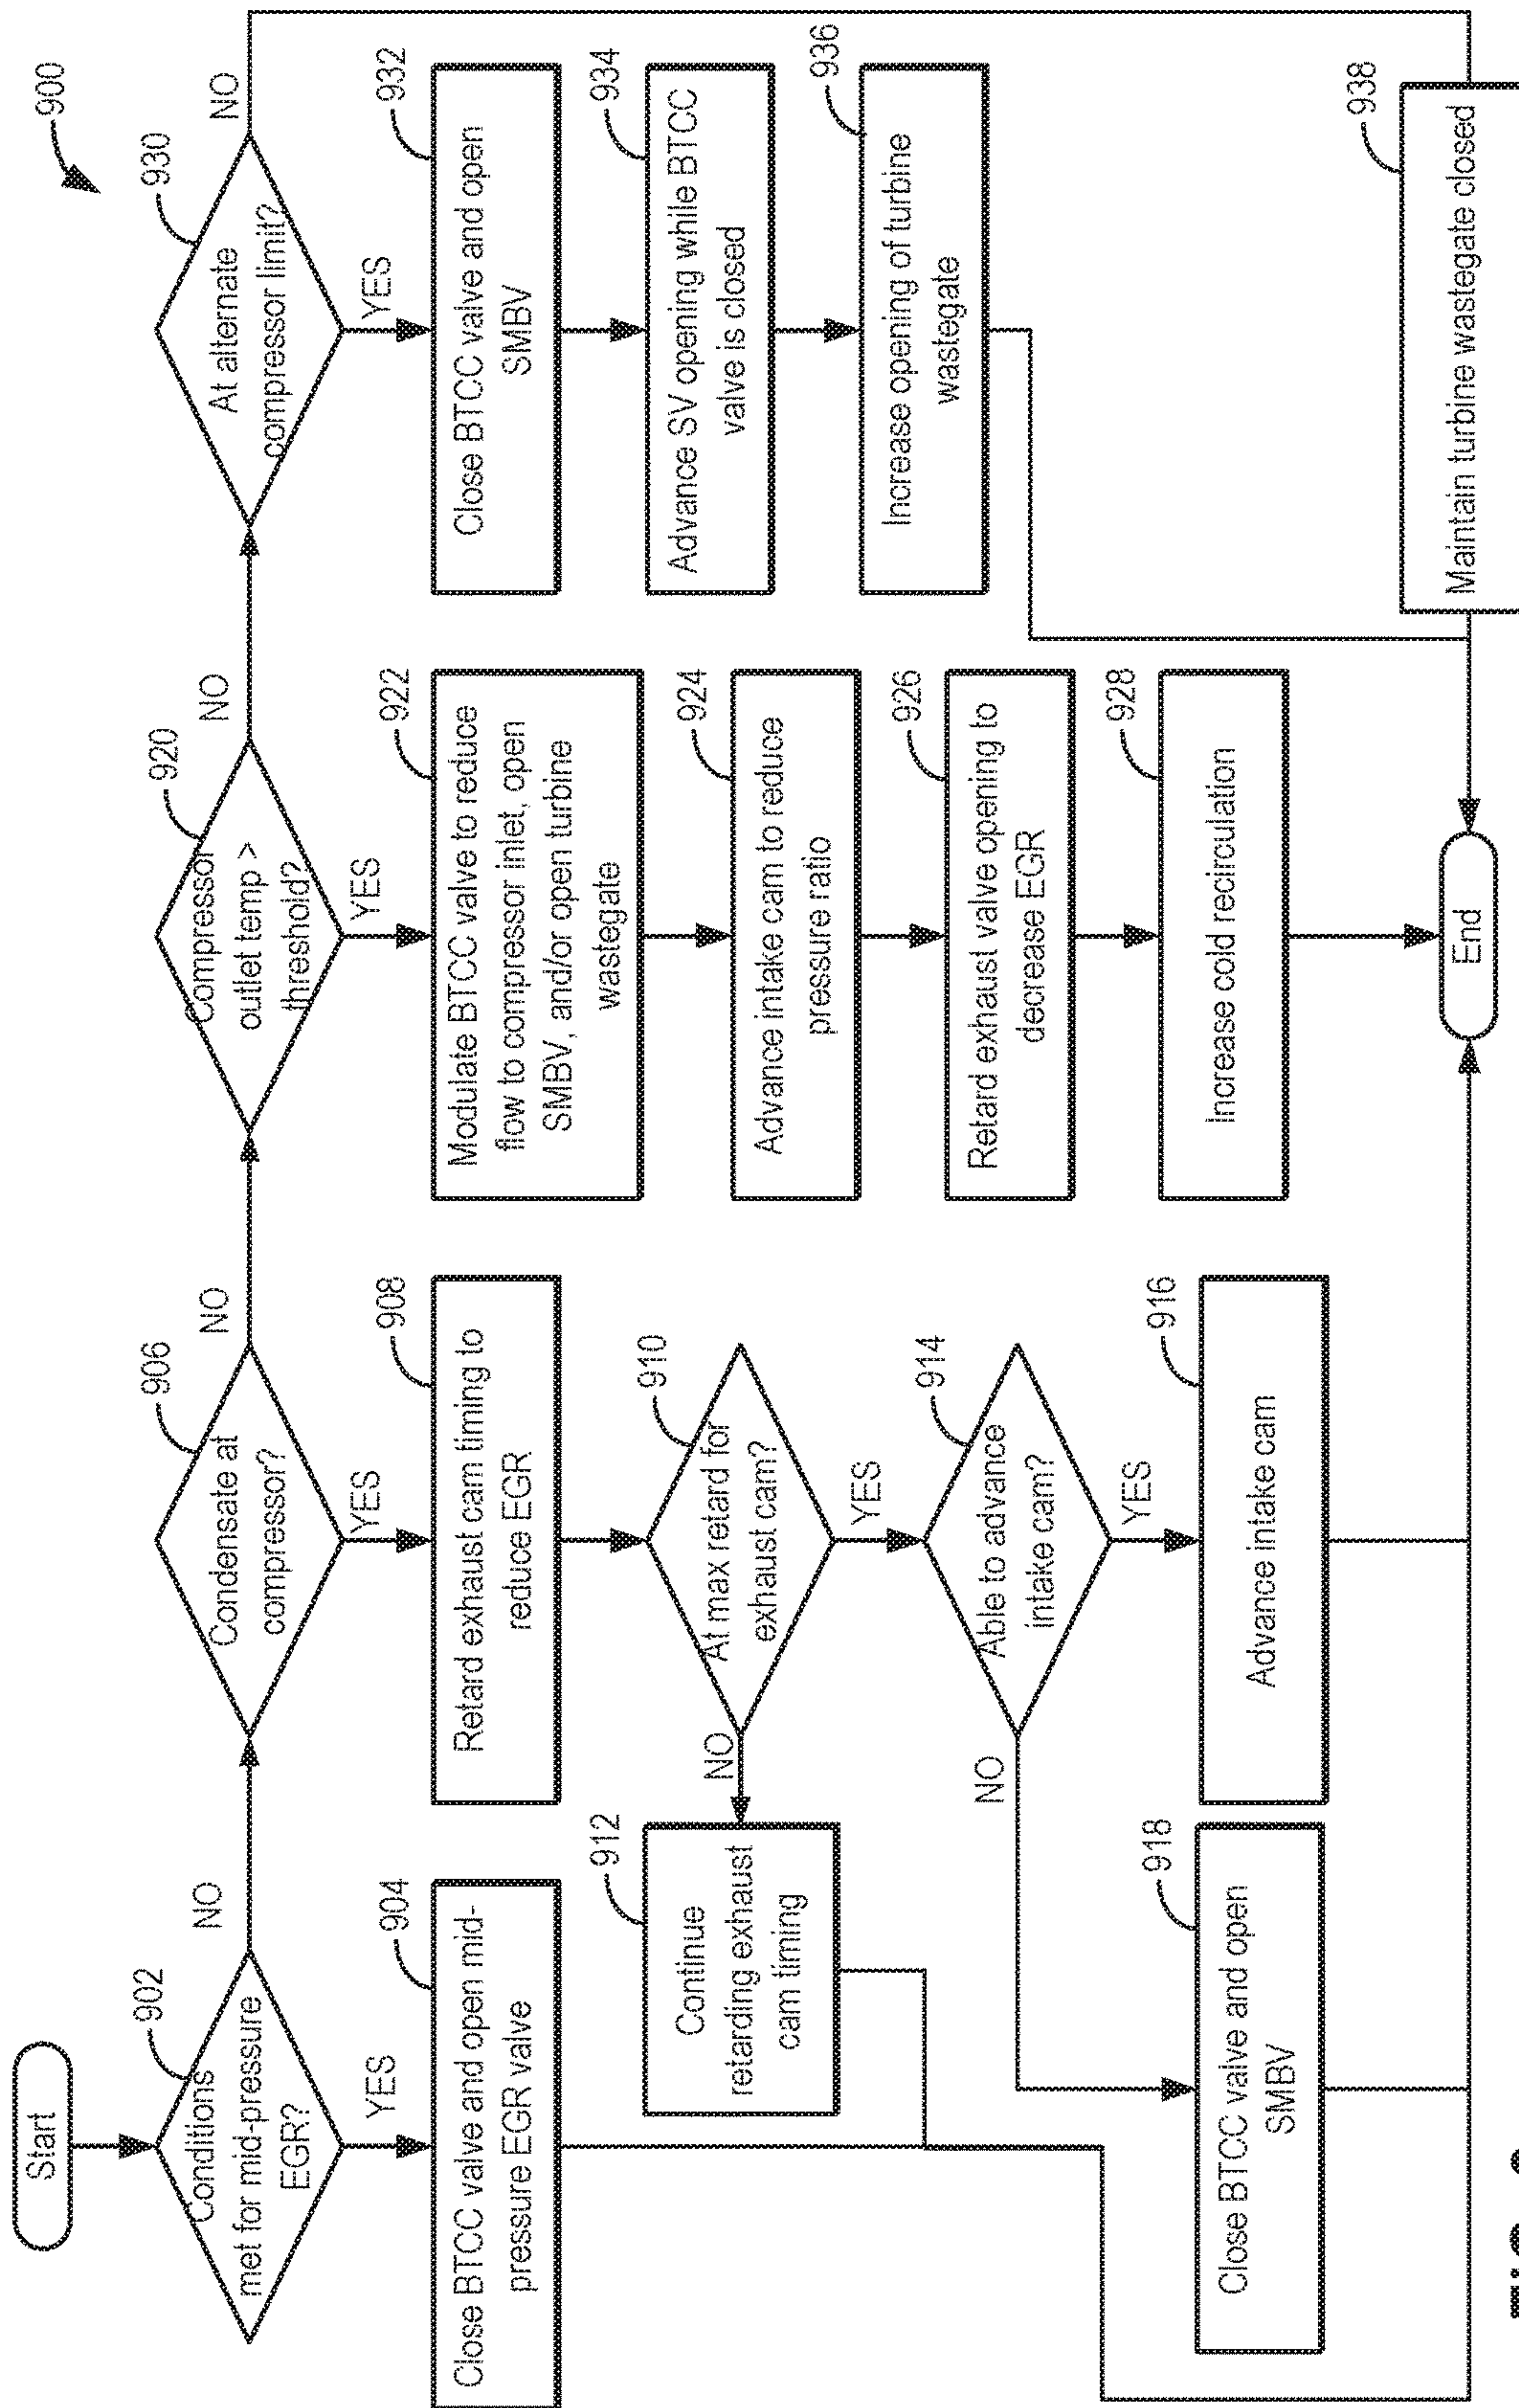 900
Start
902
Conditions
met for mid-pressure
EGR?
NO
YES
904
Close BTCC valve and open mid-
pressure EGR valve
906
Condensate at
compressor?
NO
YES
908
Retard exhaust cam timing to
reduce EGR
910
At max retard for
exhaust cam?
NO
YES
912
Continue
retarding exhaust
cam timing
914
Able to advance
intake cam?
NO
YES
916
Advance intake cam
918
Close BTCC valve and open
SMBV
920
Compressor
outlet temp >
threshold?
NO
YES
922
Modulate BTCC valve to reduce
flow to compressor inlet, open
SMBV, and/or open turbine
wastegate
924
Advance intake cam to reduce
pressure ratio
926
Retard exhaust valve opening to
decrease EGR
928
Increase cold recirculation
930
At alternate
compressor limit?
NO
YES
932
Close BTCC valve and open
SMBV
934
Advance SV opening while BTCC
valve is closed
936
Increase opening of turbine
wastegate
938
Maintain turbine wastegate closed
End